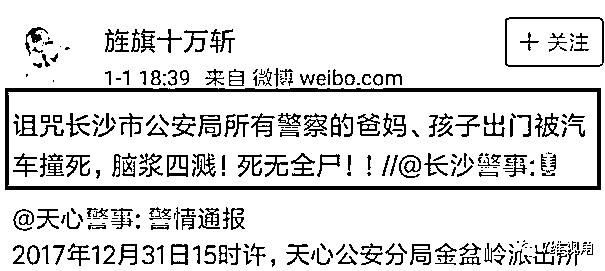 旌旗十万斩
+ 关注
1-1 18:39 来自 微博 weibo.com
诅咒长沙市公安局所有警察的爸妈、孩子出门被汽
车撞死，脑浆四溅！死无全尸！！//@长沙警事:
@天心警事: 警情通报
2017年12月31日15时许，天心公安分局金盆岭派出所